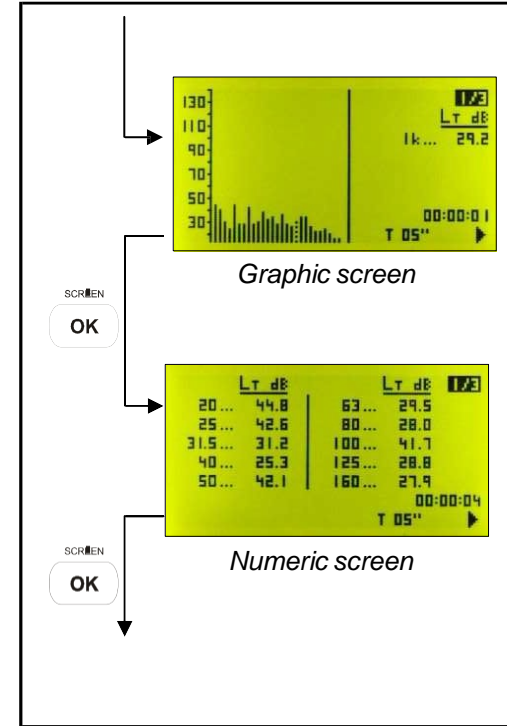 130
1/3
LT dB
110
1k... 29.2
90
70
50
30
00:00:01
T 05"
Graphic screen
SCREEN
OK
LT dB LT dB 1/3
20... 44.8 63... 29.5
25... 42.6 80... 28.0
31.5... 31.2 100... 41.7
40... 25.3 125... 28.8
50... 42.1 160... 27.9
00:00:04
T 05"
Numeric screen
SCREEN
OK